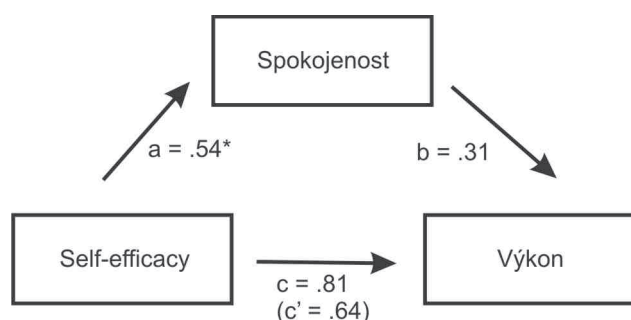 Spokojenost
a = .54*
b = .31
Self-efficacy
Výkon
c = .81
(c' = .64)